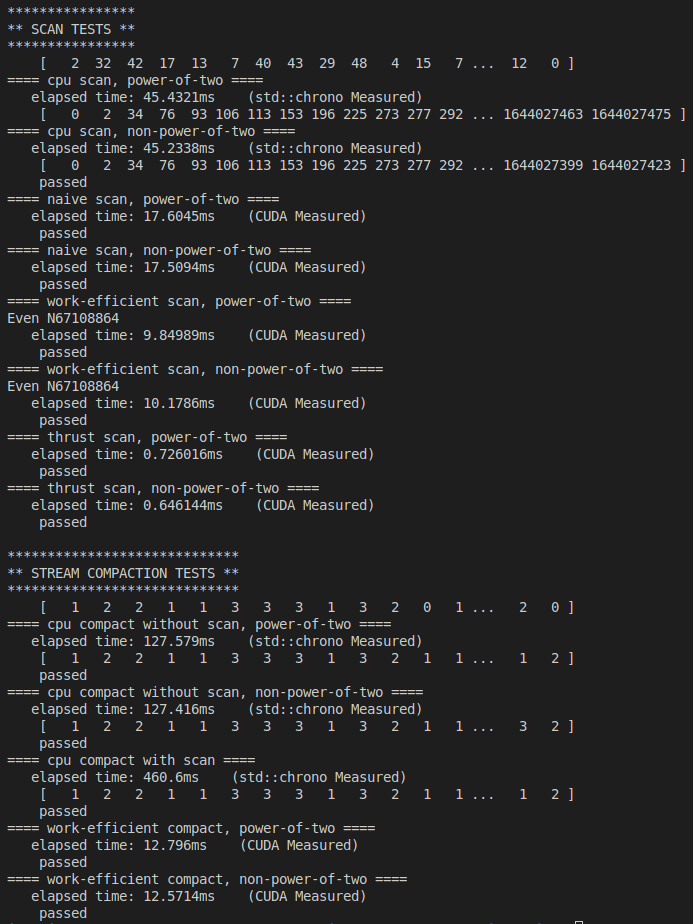 ****************
** SCAN TESTS **
****************
    [   2  32  42  17  13   7  40  43  29  48   4  15   7 ...  12   0 ]
==== cpu scan, power-of-two ====
   elapsed time: 45.4321ms    (std::chrono Measured)
    [   0   2  34  76  93 106 113 153 196 225 273 277 292 ... 1644027463 1644027475 ]
==== cpu scan, non-power-of-two ====
   elapsed time: 45.2338ms    (std::chrono Measured)
    [   0   2  34  76  93 106 113 153 196 225 273 277 292 ... 1644027399 1644027423 ]
    passed
==== naive scan, power-of-two ====
   elapsed time: 17.6045ms    (CUDA Measured)
    passed
==== naive scan, non-power-of-two ====
   elapsed time: 17.5094ms    (CUDA Measured)
    passed
==== work-efficient scan, power-of-two ====
Even N67108864
   elapsed time: 9.84989ms    (CUDA Measured)
    passed
==== work-efficient scan, non-power-of-two ====
Even N67108864
   elapsed time: 10.1786ms    (CUDA Measured)
    passed
==== thrust scan, power-of-two ====
   elapsed time: 0.726016ms    (CUDA Measured)
    passed
==== thrust scan, non-power-of-two ====
   elapsed time: 0.646144ms    (CUDA Measured)
    passed

*****************************
** STREAM COMPACTION TESTS **
*****************************
    [   1   2   2   1   1   3   3   3   1   3   2   0   1 ...   2   0 ]
==== cpu compact without scan, power-of-two ====
   elapsed time: 127.579ms    (std::chrono Measured)
    [   1   2   2   1   1   3   3   3   1   3   2   1   1 ...   1   2 ]
    passed
==== cpu compact without scan, non-power-of-two ====
   elapsed time: 127.416ms    (std::chrono Measured)
    [   1   2   2   1   1   3   3   3   1   3   2   1   1 ...   3   2 ]
    passed
==== cpu compact with scan ====
   elapsed time: 460.6ms    (std::chrono Measured)
    [   1   2   2   1   1   3   3   3   1   3   2   1   1 ...   1   2 ]
    passed
==== work-efficient compact, power-of-two ====
   elapsed time: 12.796ms    (CUDA Measured)
    passed
==== work-efficient compact, non-power-of-two ====
   elapsed time: 12.5714ms    (CUDA Measured)
    passed